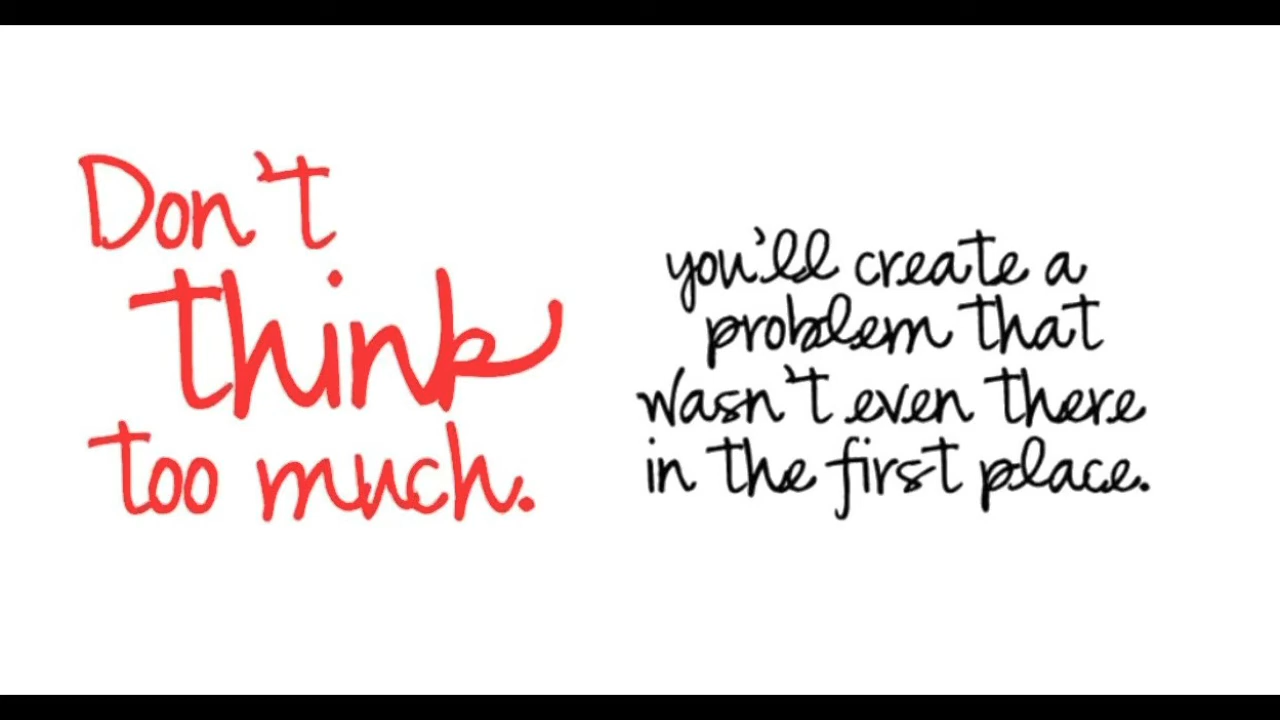 Don't
think
too much.
you'll create a
problem that
wasn't even there
in the first place.